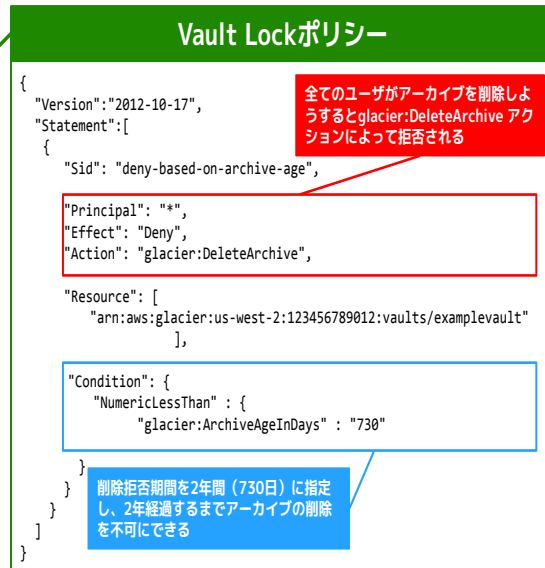 Vault Lockポリシー
{
"Version":"2012-10-17",
"Statement":[
{
"Sid": "deny-based-on-archive-age",
全てのユーザがアーカイブを削除しよ
うするとglacier:DeleteArchive アク
ションによって拒否される
"Principal": "*",
"Effect": "Deny",
"Action": "glacier:DeleteArchive",
"Resource": [
"arn:aws:glacier:us-west-2:123456789012:vaults/examplevault"
],
"Condition": {
"NumericLessThan" : {
"glacier:ArchiveAgeInDays" : "730"
}
}
}
]
}
削除拒否期間を2年間（730日）に指定
し、2年経過するまでアーカイブの削除
を不可にできる